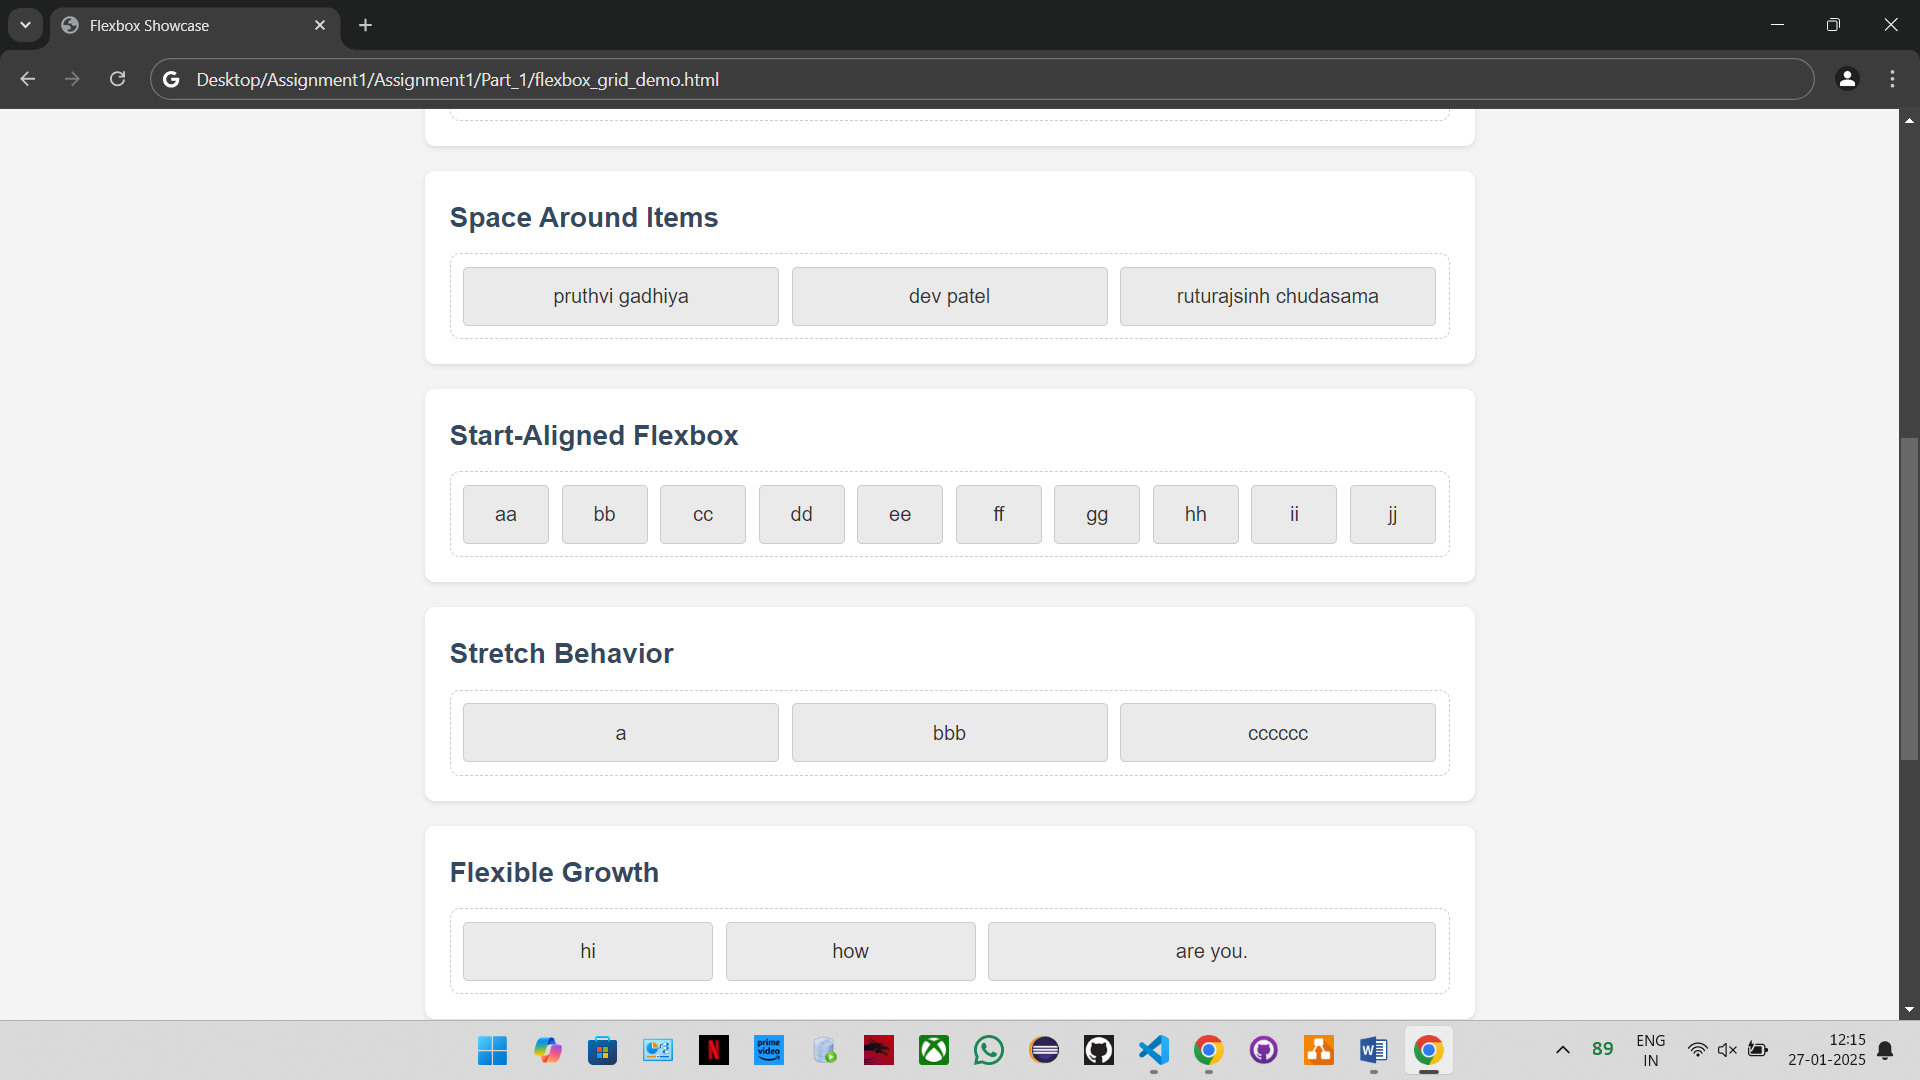 Flexbox Showcase
Desktop/Assignment1/Assignment1/Part_1/flexbox_grid_demo.html
Space Around Items
pruthvi gadhiya dev patel ruturajsinh chudasama
Start-Aligned Flexbox
aa bb cc dd ee ff gg hh ii jj
Stretch Behavior
a bbb cccccc
Flexible Growth
hi how are you.
prime video
89
ENG
IN
12:15
27-01-2025